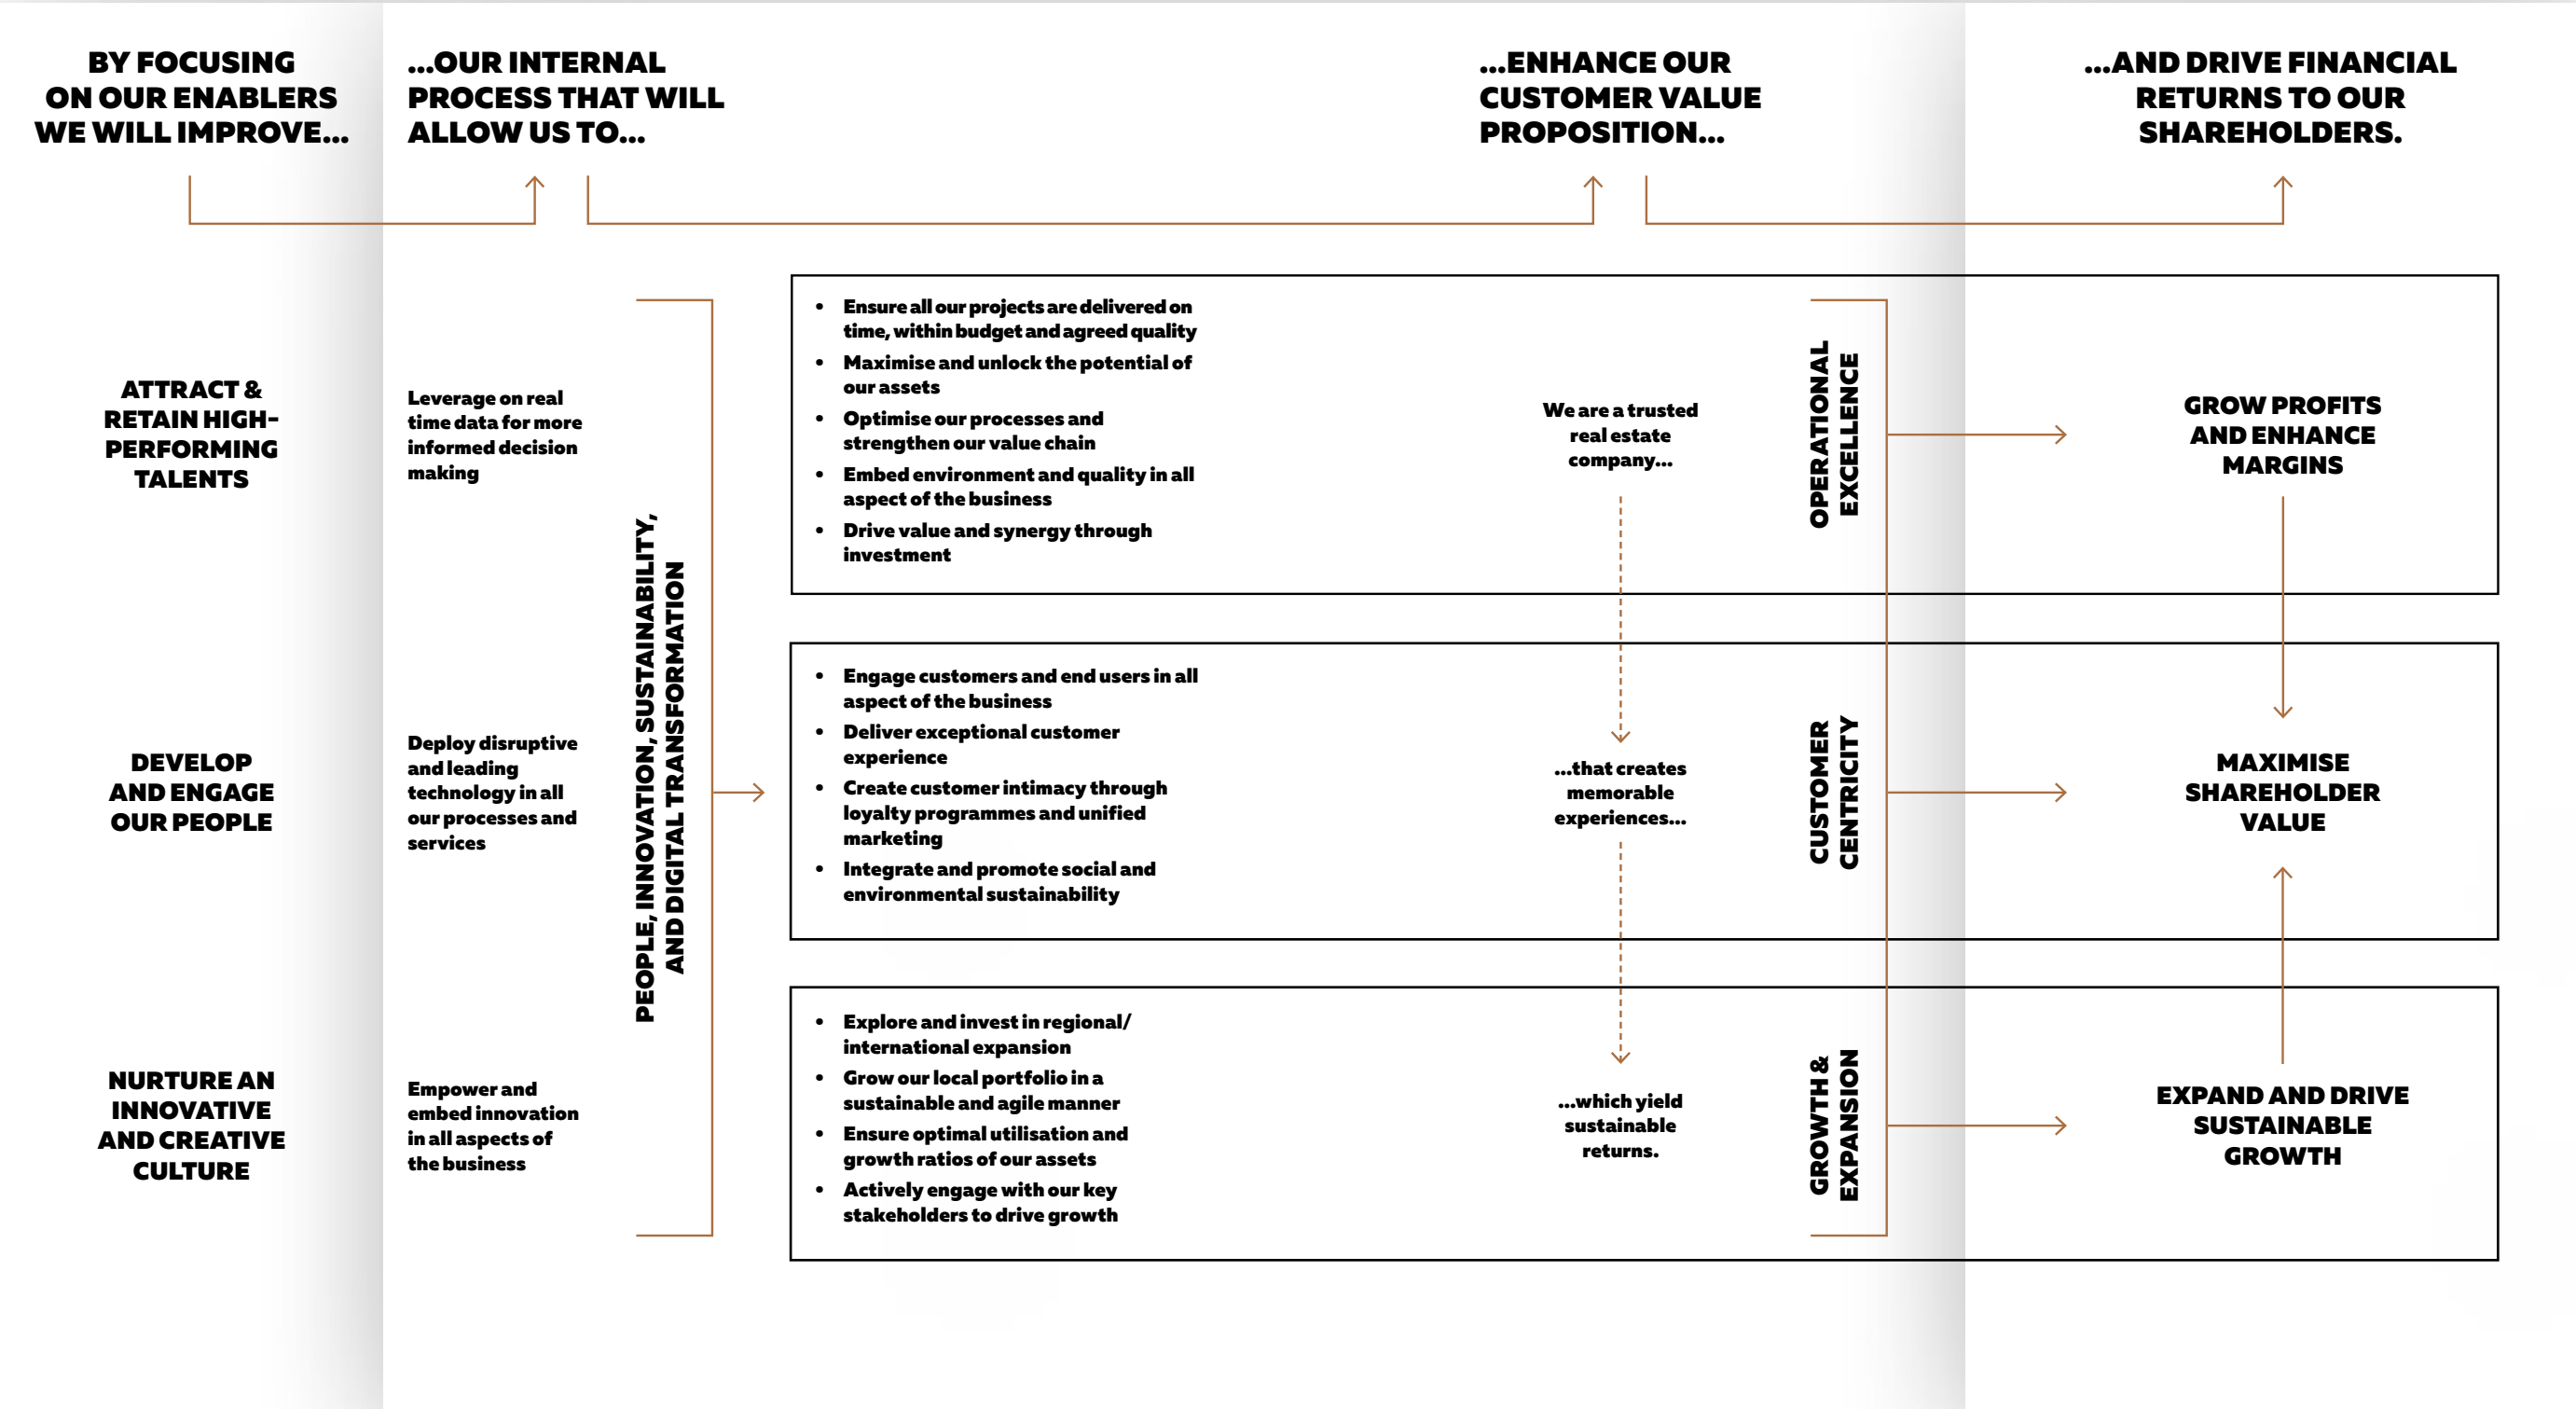 BY FOCUSING
ON OUR ENABLERS
WE WILL IMPROVE...
...OUR INTERNAL
PROCESS THAT WILL
ALLOW US TO...
...ENHANCE OUR
CUSTOMER VALUE
PROPOSITION...
...AND DRIVE FINANCIAL
RETURNS TO OUR
SHAREHOLDERS.
ATTRACT &
RETAIN HIGH-
PERFORMING
TALENTS
DEVELOP
AND ENGAGE
OUR PEOPLE
NURTURE AN
INNOVATIVE
AND CREATIVE
CULTURE
Leverage on real
time data for more
informed decision
making
Deploy disruptive
and leading
technology in all
our processes and
services
Empower and
embed innovation
in all aspects of
the business
PEOPLE, INNOVATION, SUSTAINABILITY,
AND DIGITAL TRANSFORMATION
• Ensure all our projects are delivered on
time, within budget and agreed quality
• Maximise and unlock the potential of
our assets
• Optimise our processes and
strengthen our value chain
• Embed environment and quality in all
aspect of the business
• Drive value and synergy through
investment
We are a trusted
real estate
company...
OPERATIONAL
EXCELLENCE
GROW PROFITS
AND ENHANCE
MARGINS
• Engage customers and end users in all
aspect of the business
• Deliver exceptional customer
experience
• Create customer intimacy through
loyalty programmes and unified
marketing
• Integrate and promote social and
environmental sustainability
...that creates
memorable
experiences...
CUSTOMER
CENTRICITY
MAXIMISE
SHAREHOLDER
VALUE
• Explore and invest in regional/
international expansion
• Grow our local portfolio in a
sustainable and agile manner
• Ensure optimal utilisation and
growth ratios of our assets
• Actively engage with our key
stakeholders to drive growth
...which yield
sustainable
returns.
GROWTH &
EXPANSION
EXPAND AND DRIVE
SUSTAINABLE
GROWTH